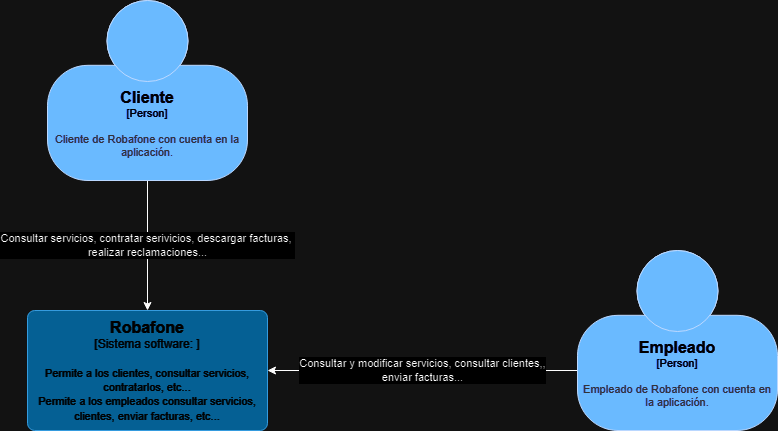 Cliente
[Person]
Cliente de Robafone con cuenta en la
aplicación.
Consultar servicios, contratar serivicios, descargar facturas,
realizar reclamaciones...
Robafone
[Sistema software: ]
Permite a los clientes, consultar servicios,
contratarlos, etc...
Permite a los empleados consultar servicios,
clientes, enviar facturas, etc...
Consultar y modificar servicios, consultar clientes,,
enviar facturas...
Empleado
[Person]
Empleado de Robafone con cuenta en
la aplicación.